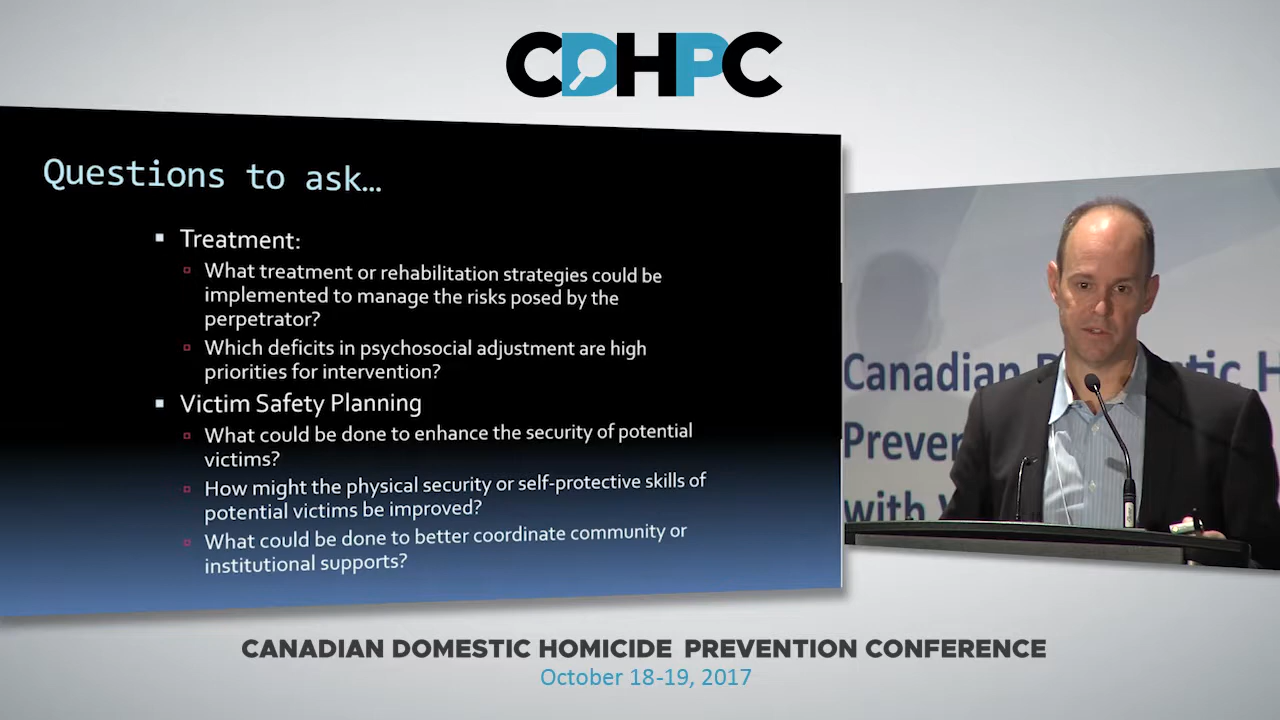 CDHPC
Questions to ask…
Treatment:
What treatment or rehabilitation strategies could be
implemented to manage the risks posed by the
perpetrator?
Which deficits in psychosocial adjustment are high
priorities for intervention?
Victim Safety Planning
What could be done to enhance the security of potential
victims?
How might the physical security or self-protective skills of
potential victims be improved?
What could be done to better coordinate community or
institutional supports?
Canadian
with
CANADIAN DOMESTIC HOMICIDE PREVENTION CONFERENCE
October 18-19, 2017